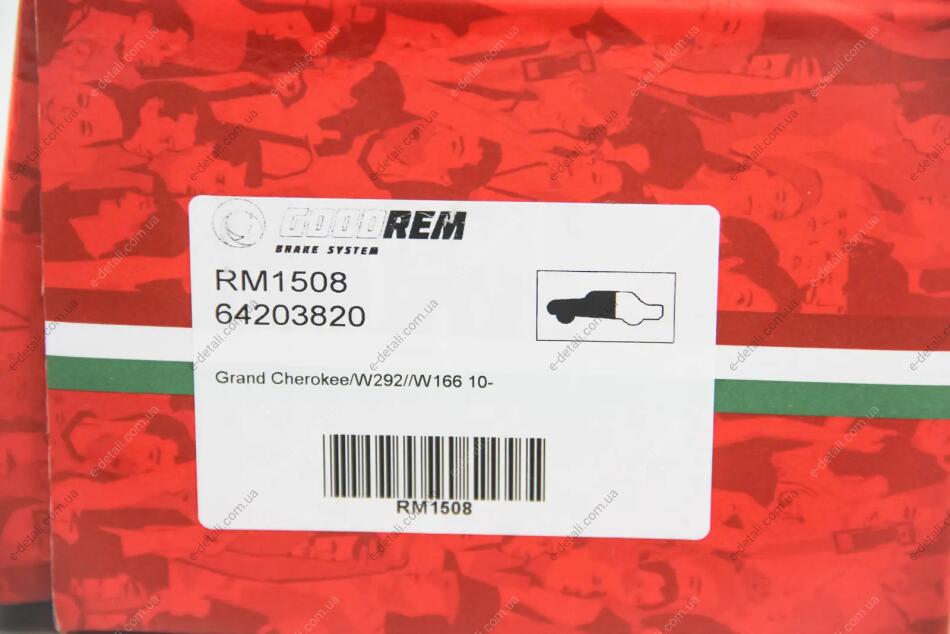 GOODREM
BRAKE SYSTEM
RM1508
64203820
Grand Cherokee/W292//W166 10-
RM1508
e-detali.com.ua